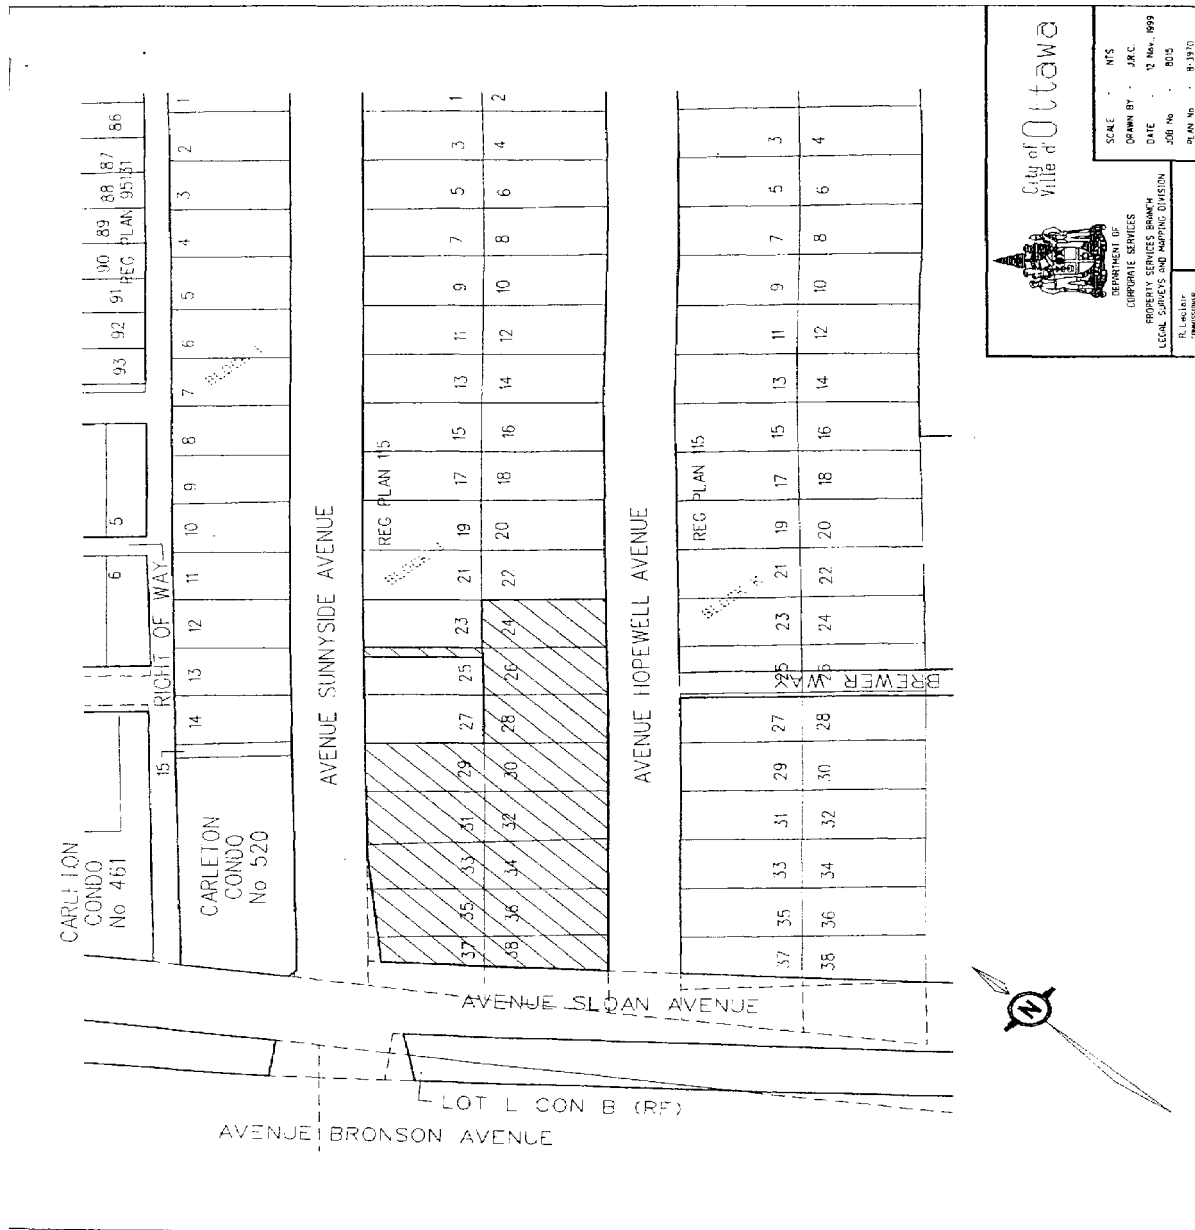 City of
Ville d'Ottawa
DEPARTMENT OF
CORPORATE SERVICES
PROPERTY SERVICES BRANCH
LEGAL SURVEYS AND MAPPING DIVISION
R. Leclair
SCALE - NTS
DRAWN BY - J.R.C.
DATE - 12 Nov. 1999
JOB No - 8015
PLAN No - B-3970
86
87
88
89
90
91
92
93
REG PLAN 95131
5
6
RIGHT OF WAY
1
2
3
4
5
6
7
8
9
10
11
12
13
14
15
BLOCK
CARLETON
CONDO
No 461
CARLETON
CONDO
No 520
AVENUE SUNNYSIDE AVENUE
REG PLAN 115
BLOCK J
1 2
3 4
5 6
7 8
9 10
11 12
13 14
15 16
17 18
19 20
21 22
23 24
25 26
27 28
29 30
31 32
33 34
35 36
37 38
AVENUE HOPEWELL AVENUE
REG PLAN 115
BLOCK K
3 4
5 6
7 8
9 10
11 12
13 14
15 16
17 18
19 20
21 22
23 24
25 26
BREWER WAY
27 28
29 30
31 32
33 34
35 36
37 38
AVENUE SLOAN AVENUE
N
LOT L CON B (RF)
AVENUE BRONSON AVENUE